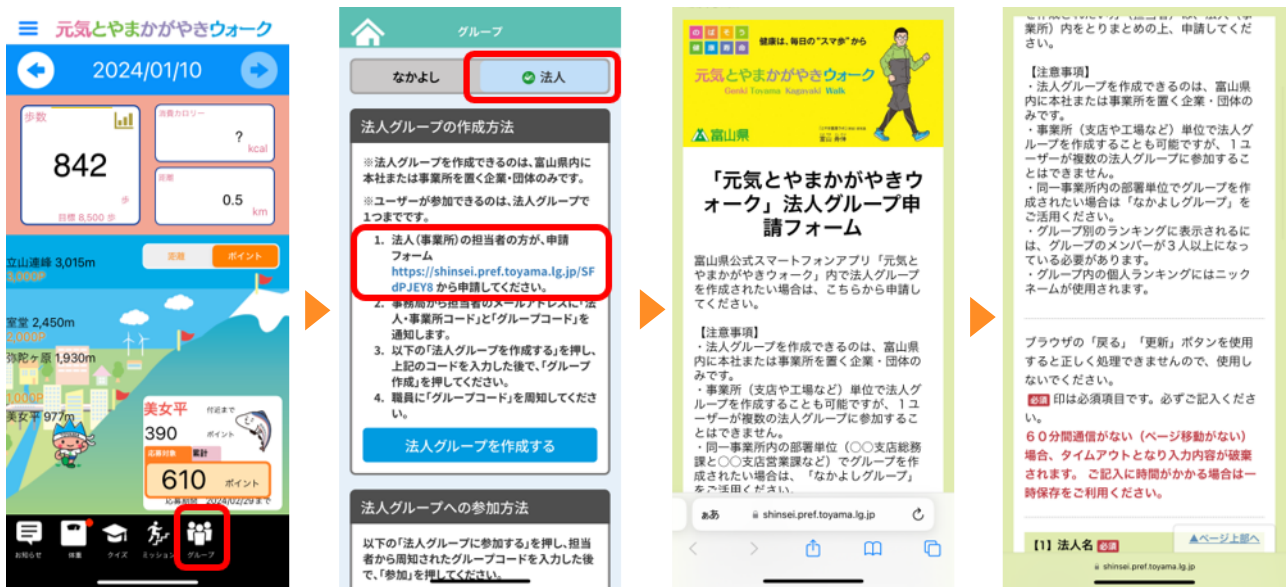 元気とやまかがやきウォーク
2024/01/10
歩数
842
歩
目標 8,500 歩
消費カロリー
?
kcal
距離
0.5
km
距離
ポイント
立山連峰 3,015m
3,000P
室堂 2,450m
弥陀ヶ原 1,930m
1,000P
美女平 977m
美女平 付近まで
390 ポイント
応募対象 累計
610 ポイント
応募期間 2024/02/29まで
お知らせ
体重
クイズ
ミッション
グループ
グループ
なかよし
法人
法人グループの作成方法
※法人グループを作成できるのは、富山県内に
本社または事業所を置く企業・団体のみです。
※ユーザーが参加できるのは、法人グループで
1つまでです。
1. 法人(事業所)の担当者の方が、申請
フォーム
https://shinsei.pref.toyama.lg.jp/SF
dPJEY8 から申請してください。
2. 事務局から担当者のメールアドレスに「法
人・事業所コード」と「グループコード」を
通知します。
3. 以下の「法人グループを作成する」を押し、
上記のコードを入力した後で、「グループ
作成」を押してください。
4. 職員に「グループコード」を周知してくださ
い。
法人グループを作成する
法人グループへの参加方法
以下の「法人グループに参加する」を押し、担当
者から周知されたグループコードを入力した後
で、「参加」を押してください。
のばそう
健康寿命
健康は、毎日の"スマ歩"から
元気とやまかがやきウォーク
Genki Toyama Kagayaki Walk
富山県
「元気とやまかがやきウ
ォーク」法人グループ申
請フォーム
富山県公式スマートフォンアプリ「元気と
やまかがやきウォーク」内で法人グループ
を作成されたい場合は、こちらから申請し
てください。
【注意事項】
・法人グループを作成できるのは、富山県
内に本社または事業所を置く企業・団体の
みです。
・事業所（支店や工場など）単位で法人グ
ループを作成することも可能ですが、１ユ
ーザーが複数の法人グループに参加するこ
とはできません。
・同一事業所内の部署単位（〇〇支店総務
課と〇〇支店営業課など）でグループを作
成されたい場合は、「なかよしグループ」
をご活用ください。
ぁあ
shinsei.pref.toyama.lg.jp
業所）内をとりまとめの上、申請してくだ
さい。
【注意事項】
・法人グループを作成できるのは、富山県
内に本社または事業所を置く企業・団体の
みです。
・事業所（支店や工場など）単位で法人グ
ループを作成することも可能ですが、１ユ
ーザーが複数の法人グループに参加するこ
とはできません。
・同一事業所内の部署単位でグループを作
成されたい場合は「なかよしグループ」を
ご活用ください。
・グループ別のランキングに表示されるに
は、グループのメンバーが３人以上になっ
ている必要があります。
・グループ内の個人ランキングにはニック
ネームが使用されます。
ブラウザの「戻る」「更新」ボタンを使用
すると正しく処理できませんので、使用し
ないでください。
必須 印は必須項目です。必ずご記入くださ
い。
６０分間通信がない（ページ移動がない）
場合、タイムアウトとなり入力内容が破棄
されます。 ご記入に時間がかかる場合は一
時保存をご利用ください。
▲ページ上部へ
【1】法人名 必須
shinsei.pref.toyama.lg.jp